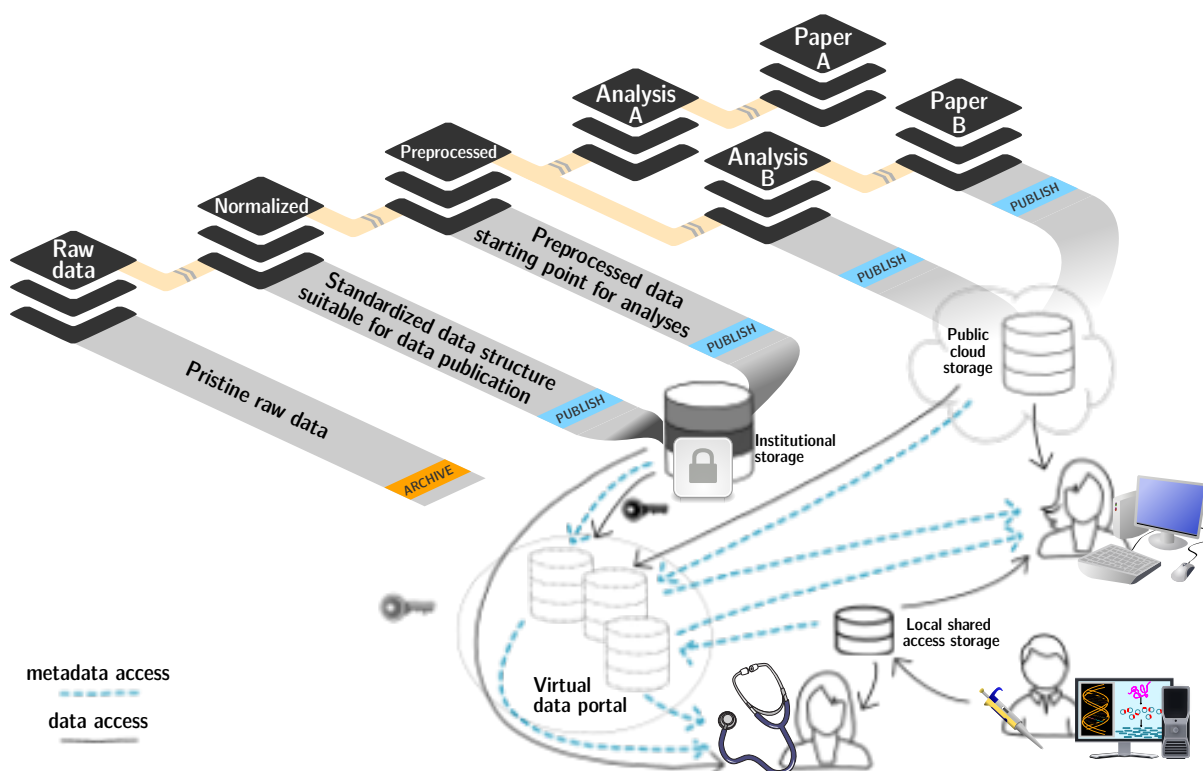 Paper
A
Analysis
A
Paper
B
Preprocessed
Analysis
B
Normalized
Raw
data
PUBLISH
PUBLISH
Preprocessed data
starting point for analyses
PUBLISH
Standardized data structure
suitable for data publication
PUBLISH
Pristine raw data
ARCHIVE
Public
cloud
storage
Institutional
storage
Local shared
access storage
Virtual
data portal
metadata access
data access